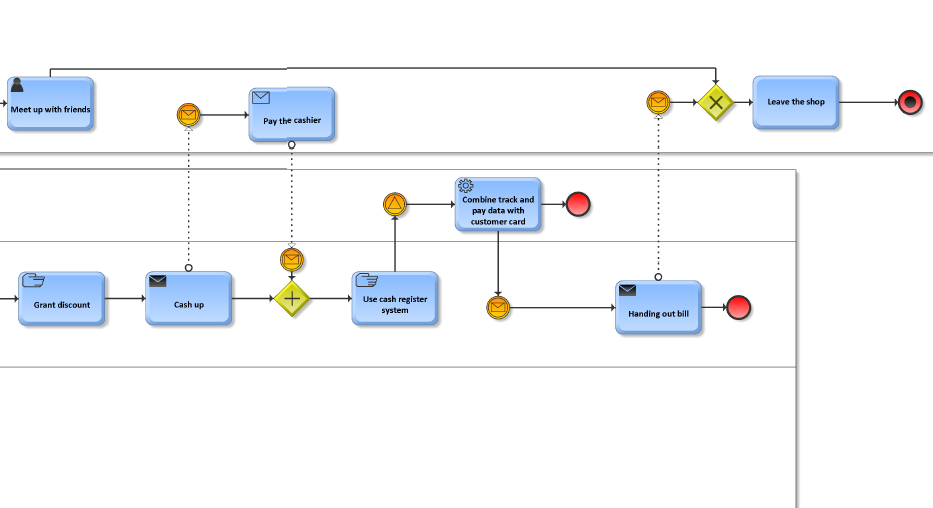 Meet up with friends
Pay the cashier
Leave the shop
Combine track and
pay data with
customer card
Grant discount
Cash up
Use cash register
system
Handing out bill